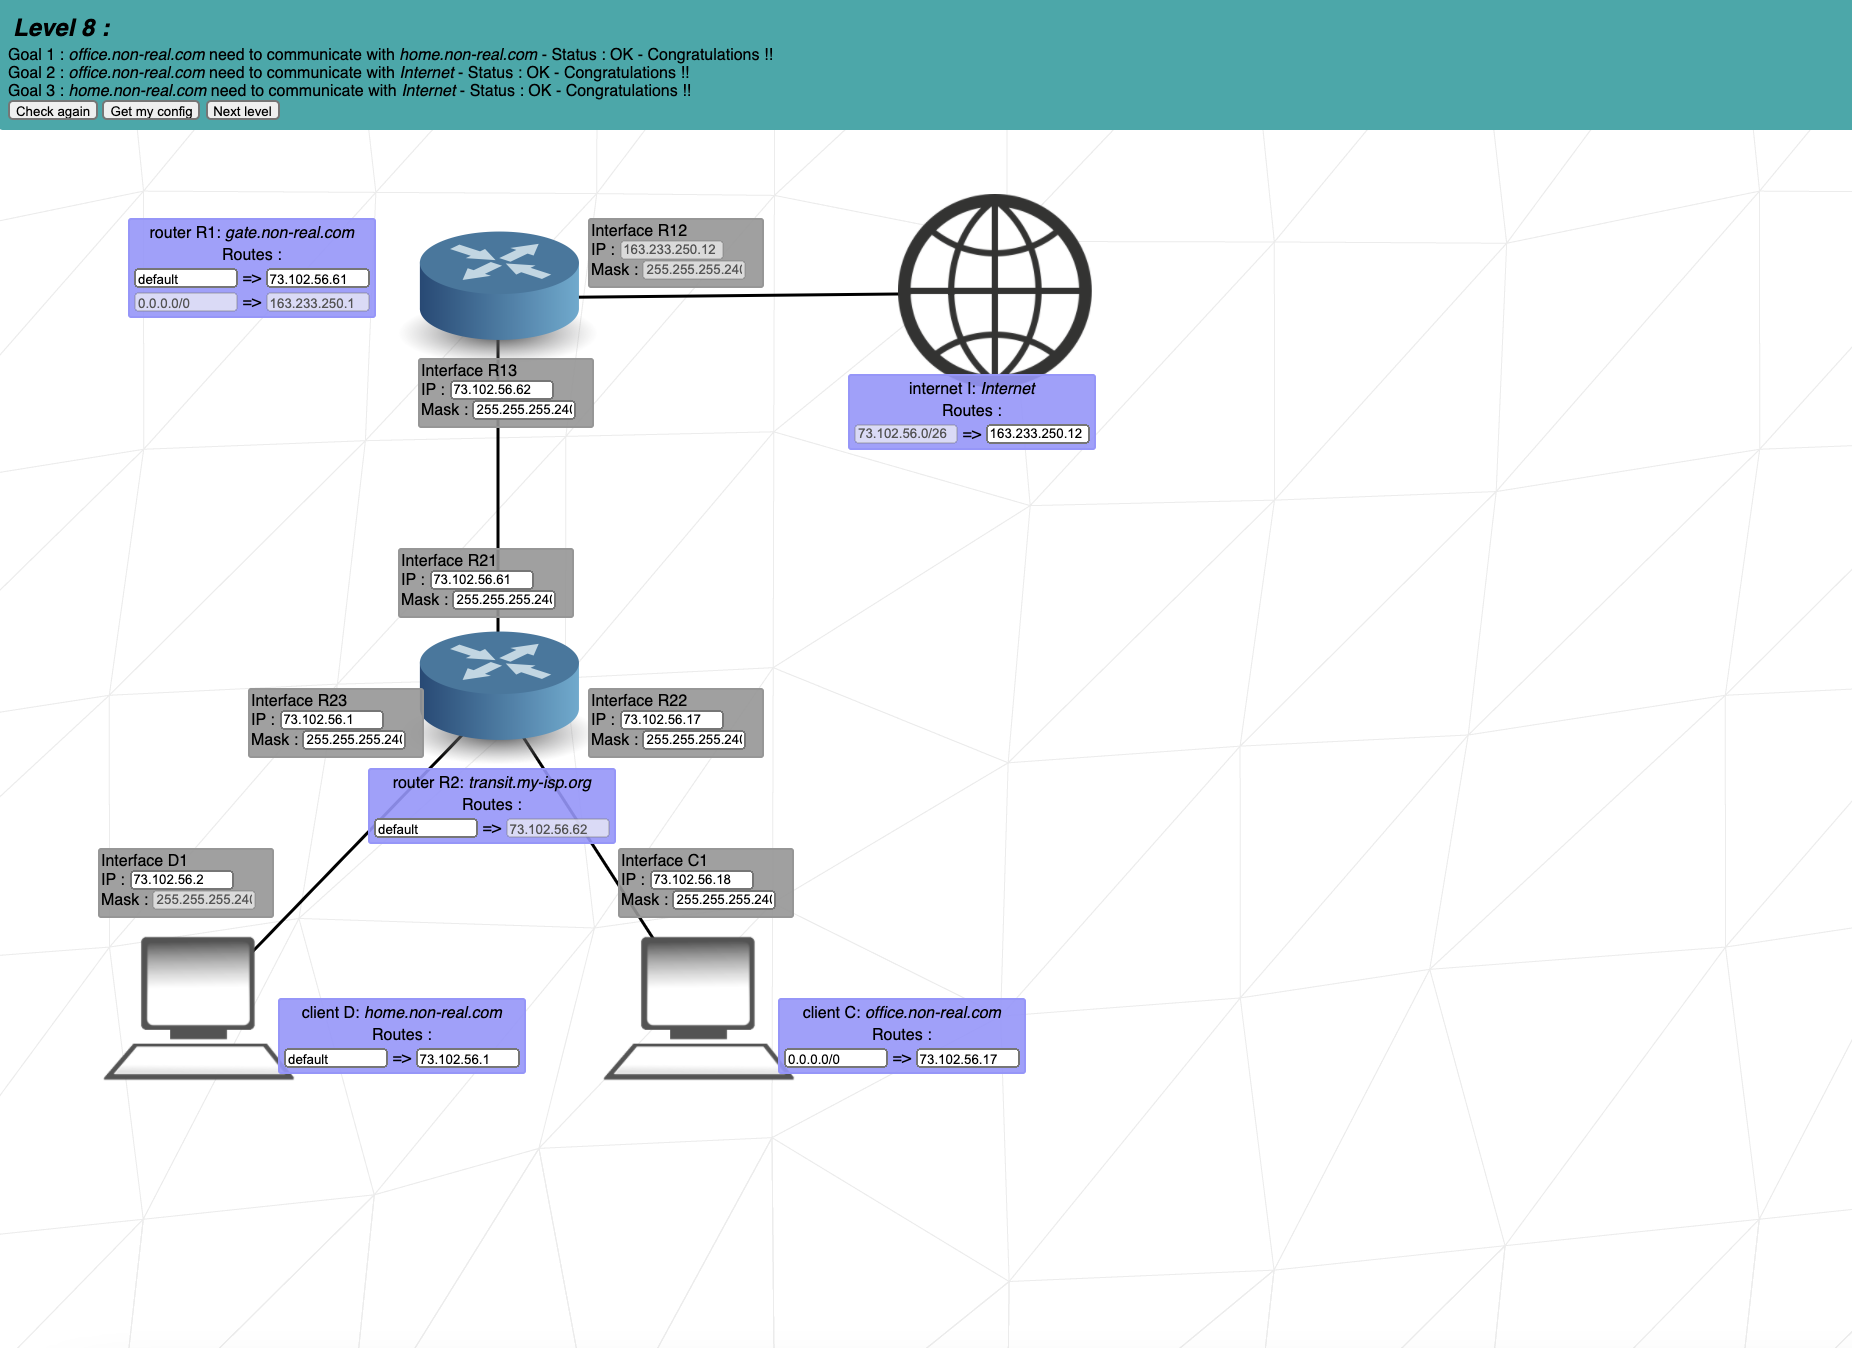 Level 8 :
Goal 1 : office.non-real.com need to communicate with home.non-real.com - Status : OK - Congratulations !!
Goal 2 : office.non-real.com need to communicate with Internet - Status : OK - Congratulations !!
Goal 3 : home.non-real.com need to communicate with Internet - Status : OK - Congratulations !!
Check again Get my config Next level
router R1: gate.non-real.com
Routes :
default => 73.102.56.61
0.0.0.0/0 => 163.233.250.1
Interface R12
IP : 163.233.250.12
Mask : 255.255.255.240
Interface R13
IP : 73.102.56.62
Mask : 255.255.255.240
internet I: Internet
Routes :
73.102.56.0/26 => 163.233.250.12
Interface R21
IP : 73.102.56.61
Mask : 255.255.255.240
Interface R23
IP : 73.102.56.1
Mask : 255.255.255.240
Interface R22
IP : 73.102.56.17
Mask : 255.255.255.240
router R2: transit.my-isp.org
Routes :
default => 73.102.56.62
Interface D1
IP : 73.102.56.2
Mask : 255.255.255.240
Interface C1
IP : 73.102.56.18
Mask : 255.255.255.240
client D: home.non-real.com
Routes :
default => 73.102.56.1
client C: office.non-real.com
Routes :
0.0.0.0/0 => 73.102.56.17